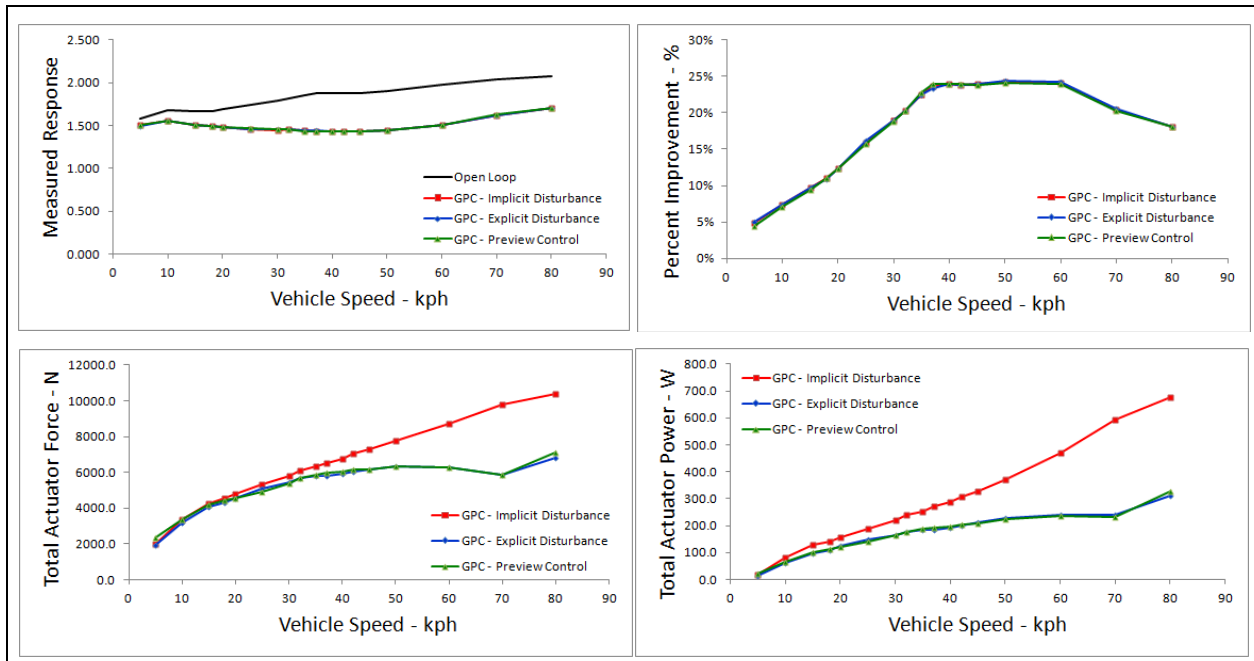 Measured Response
2.500
2.000
1.500
1.000
0.500
0.000
Open Loop
GPC - Implicit Disturbance
GPC - Explicit Disturbance
GPC - Preview Control
0 10 20 30 40 50 60 70 80 90
Vehicle Speed - kph
Percent Improvement - %
30%
25%
20%
15%
10%
5%
0%
GPC - Implicit Disturbance
GPC - Explicit Disturbance
GPC - Preview Control
0 10 20 30 40 50 60 70 80 90
Vehicle Speed - kph
Total Actuator Force - N
12000.0
10000.0
8000.0
6000.0
4000.0
2000.0
0.0
GPC - Implicit Disturbance
GPC - Explicit Disturbance
GPC - Preview Control
0 10 20 30 40 50 60 70 80 90
Vehicle Speed - kph
Total Actuator Power - W
800.0
700.0
600.0
500.0
400.0
300.0
200.0
100.0
0.0
GPC - Implicit Disturbance
GPC - Explicit Disturbance
GPC - Preview Control
0 10 20 30 40 50 60 70 80 90
Vehicle Speed - kph